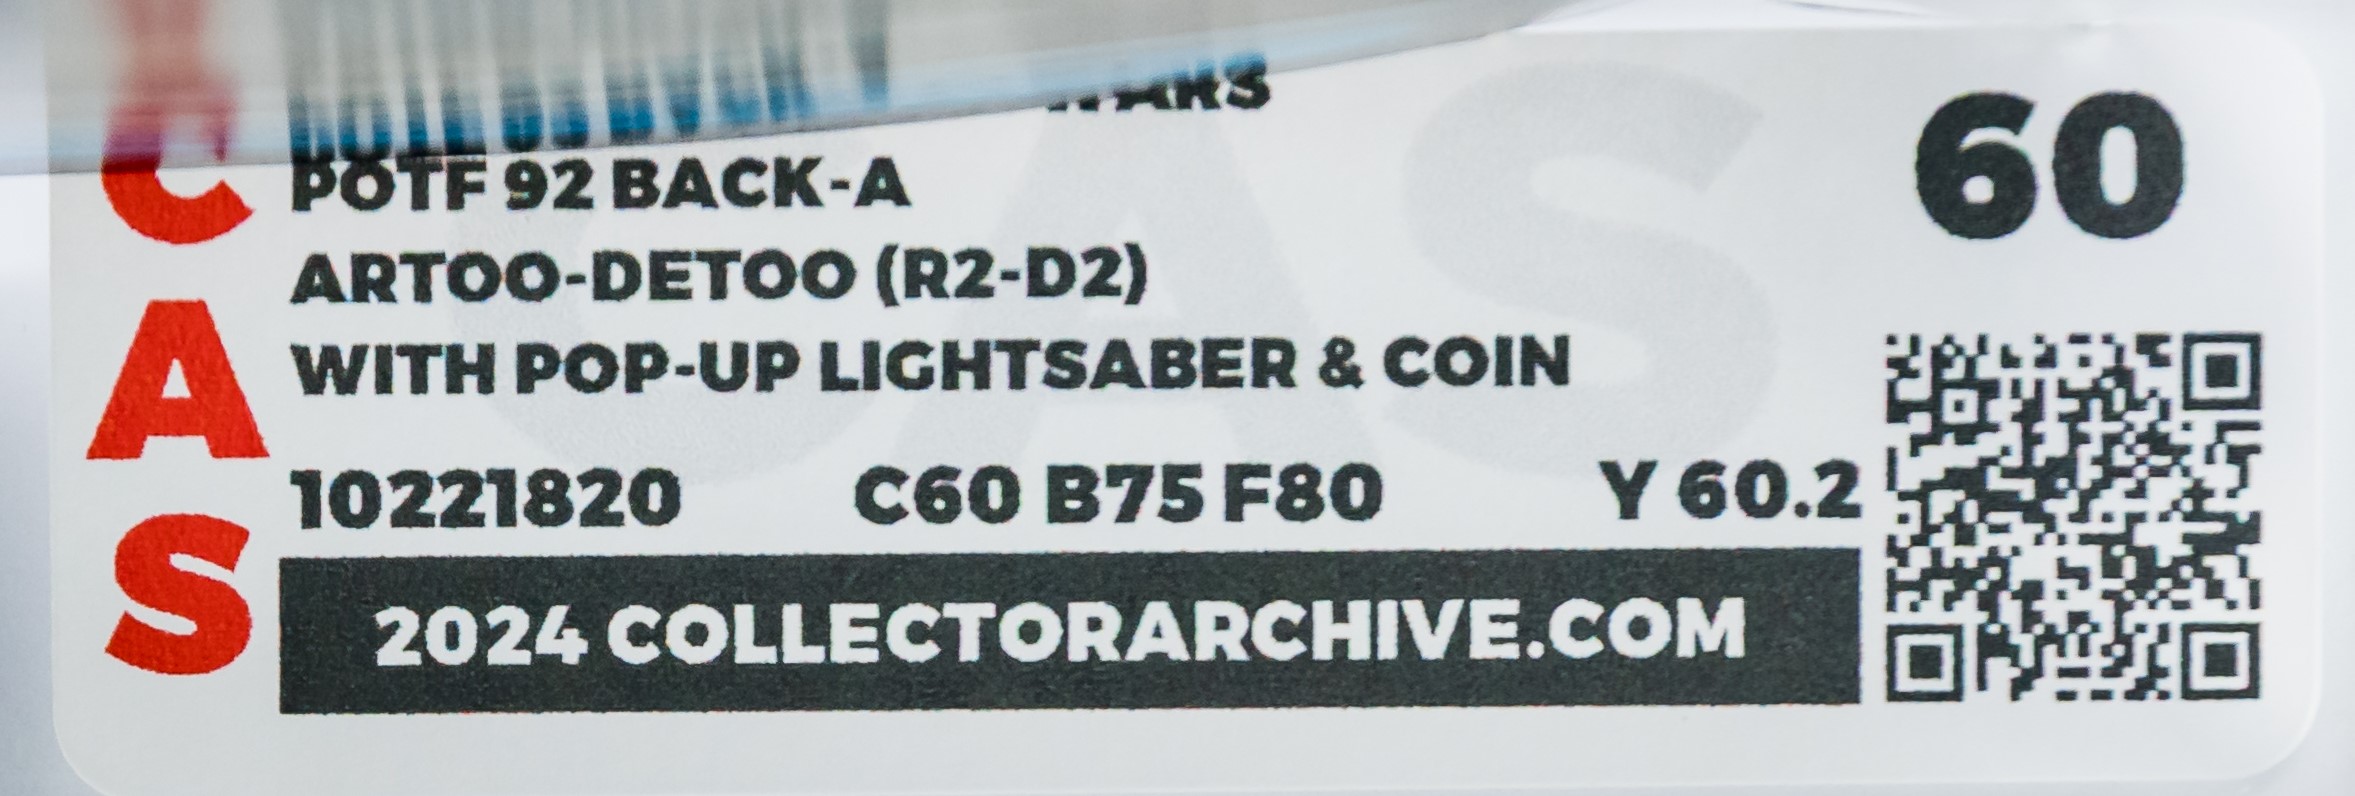 POTF 92 BACK-A
60
ARTOO-DETOO (R2-D2)
WITH POP-UP LIGHTSABER & COIN
10221820 C60 B75 F80 Y 60.2
2024 COLLECTORARCHIVE.COM
CAS